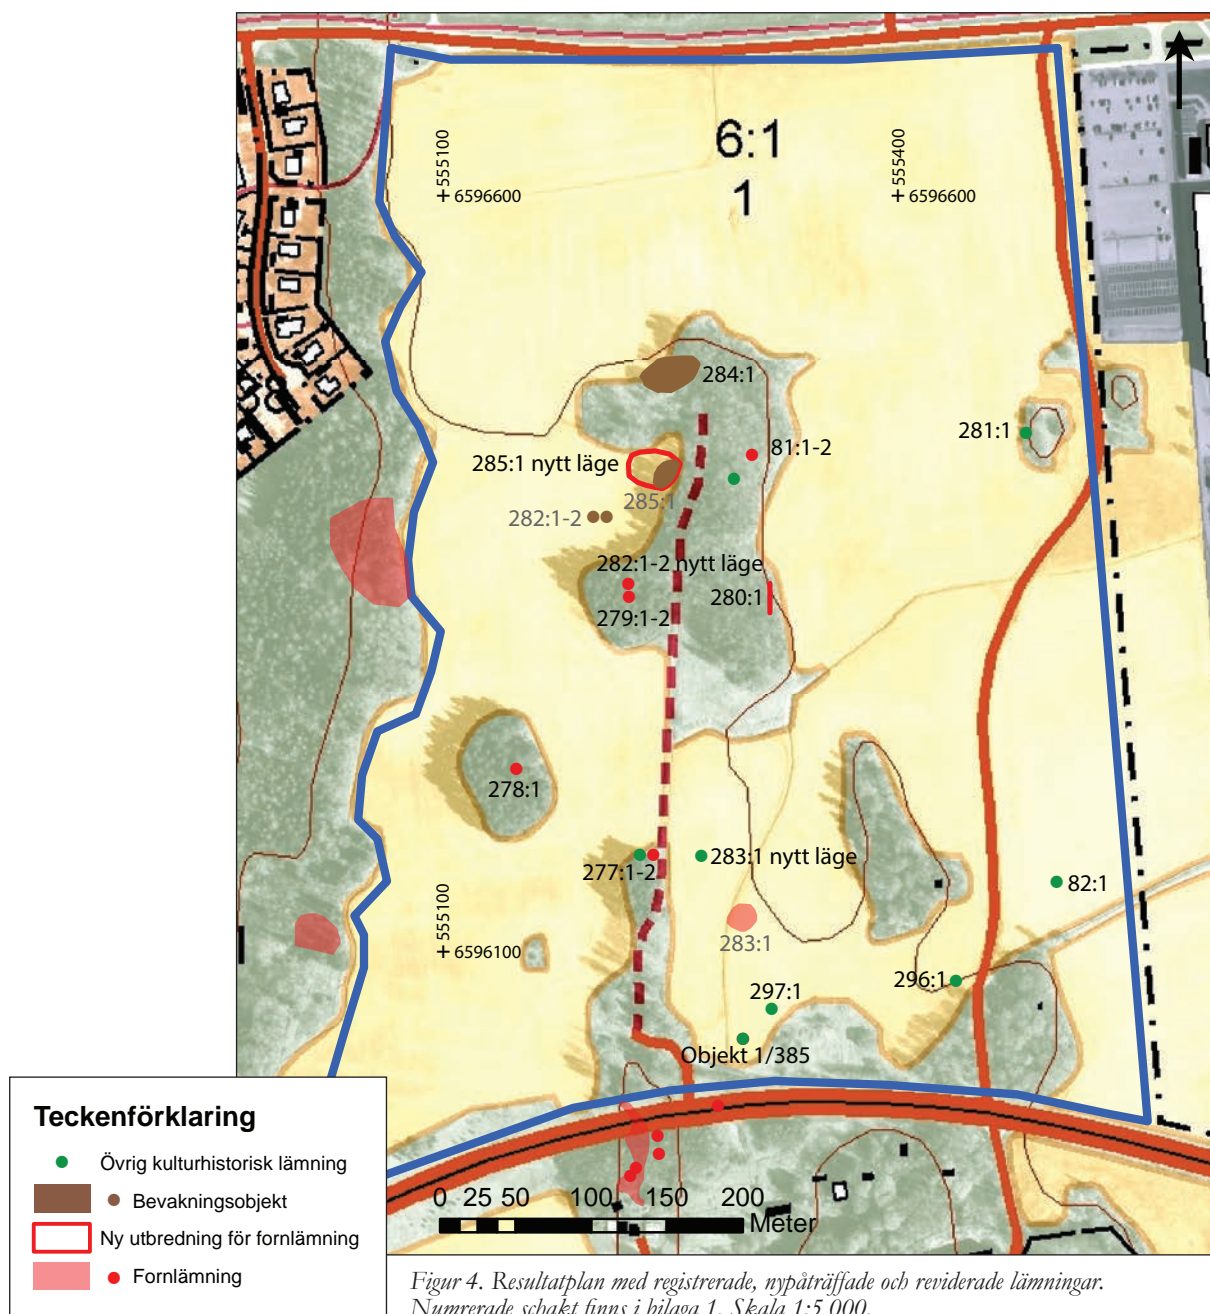 6:1
1
555100
6596600
555400
6596600
284:1
281:1
81:1-2
285:1 nytt läge
285:1
282:1-2
282:1-2 nytt läge
280:1
279:1-2
278:1
277:1-2
283:1 nytt läge
82:1
555100
6596100
283:1
296:1
297:1
Objekt 1/385
Teckenförklaring
Övrig kulturhistorisk lämning
Bevakningsobjekt
Ny utbredning för fornlämning
Fornlämning
0 25 50 100 150 200
Meter
Figur 4. Resultatplan med registrerade, nypåträffade och reviderade lämningar.
Numrerade schakt finns i bilaga 1. Skala 1:5 000.